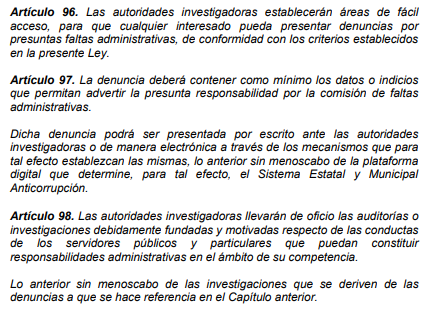 Artículo 96. Las autoridades investigadoras establecerán áreas de fácil
acceso, para que cualquier interesado pueda presentar denuncias por
presuntas faltas administrativas, de conformidad con los criterios establecidos
en la presente Ley.
Artículo 97. La denuncia deberá contener como mínimo los datos o indicios
que permitan advertir la presunta responsabilidad por la comisión de faltas
administrativas.
Dicha denuncia podrá ser presentada por escrito ante las autoridades
investigadoras o de manera electrónica a través de los mecanismos que para
tal efecto establezcan las mismas, lo anterior sin menoscabo de la plataforma
digital que determine, para tal efecto, el Sistema Estatal y Municipal
Anticorrupción.
Artículo 98. Las autoridades investigadoras llevarán de oficio las auditorías o
investigaciones debidamente fundadas y motivadas respecto de las conductas
de los servidores públicos y particulares que puedan constituir
responsabilidades administrativas en el ámbito de su competencia.
Lo anterior sin menoscabo de las investigaciones que se deriven de las
denuncias a que se hace referencia en el Capítulo anterior.